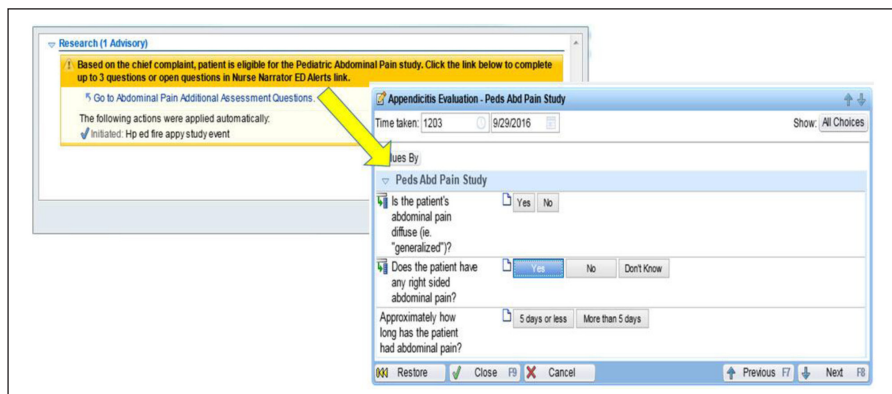 Research (1 Advisory)
Based on the chief complaint, patient is eligible for the Pediatric Abdominal Pain study. Click the link below to complete
up to 3 questions or open questions in Nurse Narrator ED Alerts link.
Go to Abdominal Pain Additional Assessment Questions.
The following actions were applied automatically:
Initiated: Hp ed fire appy study event
Appendicitis Evaluation - Peds Abd Pain Study
Time taken: 1203 9/29/2016 Show: All Choices
lues By
Peds Abd Pain Study
Is the patient's Yes No
abdominal pain
diffuse (ie.
"generalized")?
Does the patient have Yes No Don't Know
any right sided
abdominal pain?
Approximately how 5 days or less More than 5 days
long has the patient
had abdominal pain?
Restore Close F9 Cancel Previous F7 Next F8